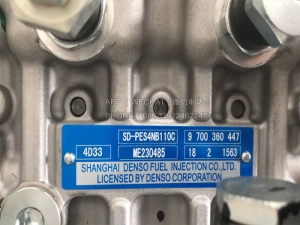 SD-PES4NB110C 9 700 360 447
4D33 ME230485 18 2 1563
SHANGHAI DENSO FUEL INJECTION CO.,LTD.
LICENSED BY DENSO CORPORATION.